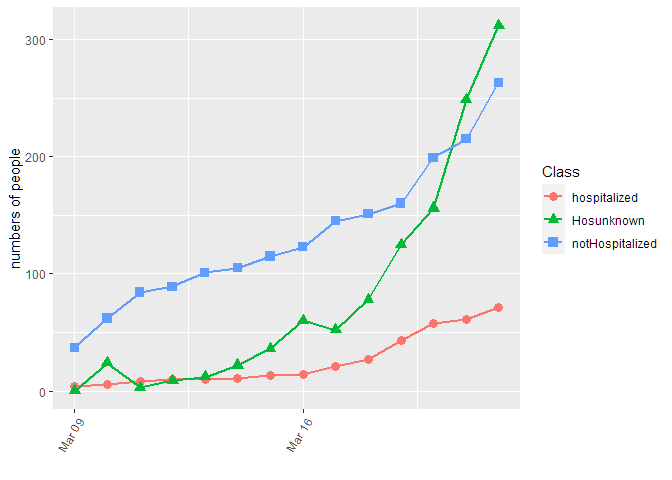 300
200
100
0
numbers of people
Mar 09
Mar 16
Class
hospitalized
Hosunknown
notHospitalized